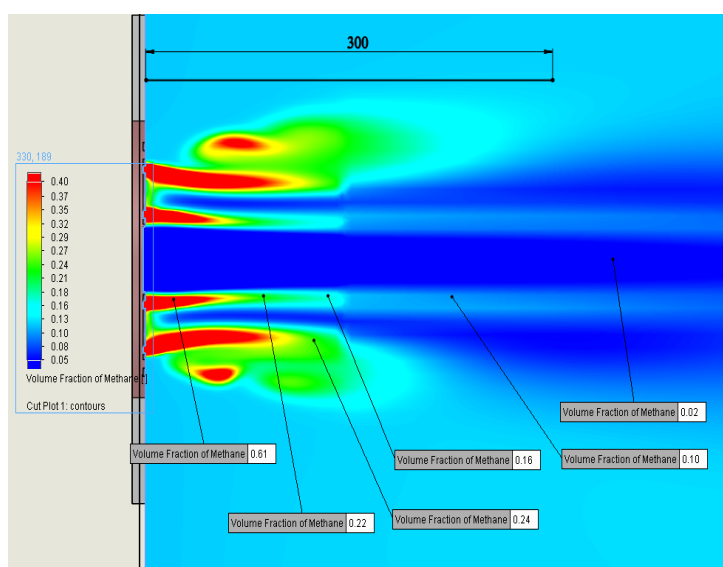 300
330, 189
0.40
0.37
0.35
0.32
0.29
0.27
0.24
0.21
0.18
0.16
0.13
0.10
0.08
0.05
Volume Fraction of Methane []
Cut Plot 1: contours
Volume Fraction of Methane 0.02
Volume Fraction of Methane 0.61
Volume Fraction of Methane 0.16
Volume Fraction of Methane 0.10
Volume Fraction of Methane 0.22
Volume Fraction of Methane 0.24